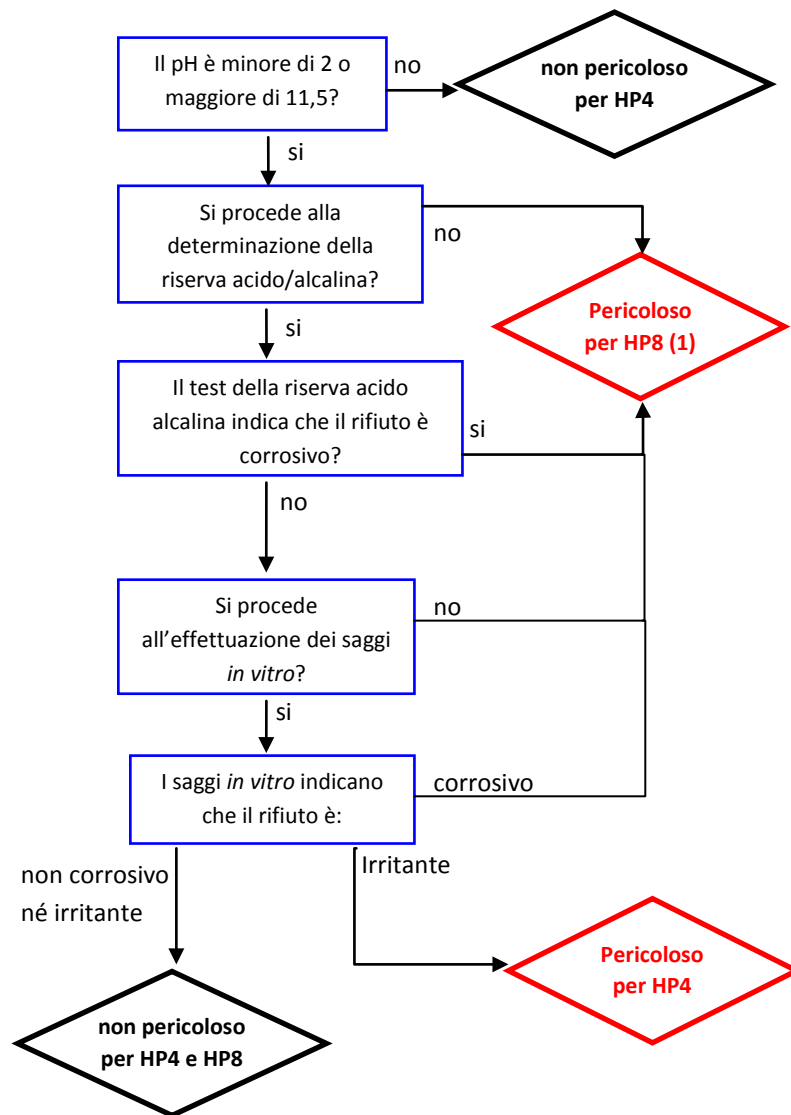 Il pH è minore di 2 o
maggiore di 11,5?
no
non pericoloso
per HP4
si
Si procede alla
determinazione della
riserva acido/alcalina?
no
Pericoloso
per HP8 (1)
si
Il test della riserva acido
alcalina indica che il rifiuto è
corrosivo?
si
no
Si procede
all’effettuazione dei saggi
in vitro?
no
si
I saggi in vitro indicano
che il rifiuto è:
corrosivo
non corrosivo
né irritante
Irritante
Pericoloso
per HP4
non pericoloso
per HP4 e HP8